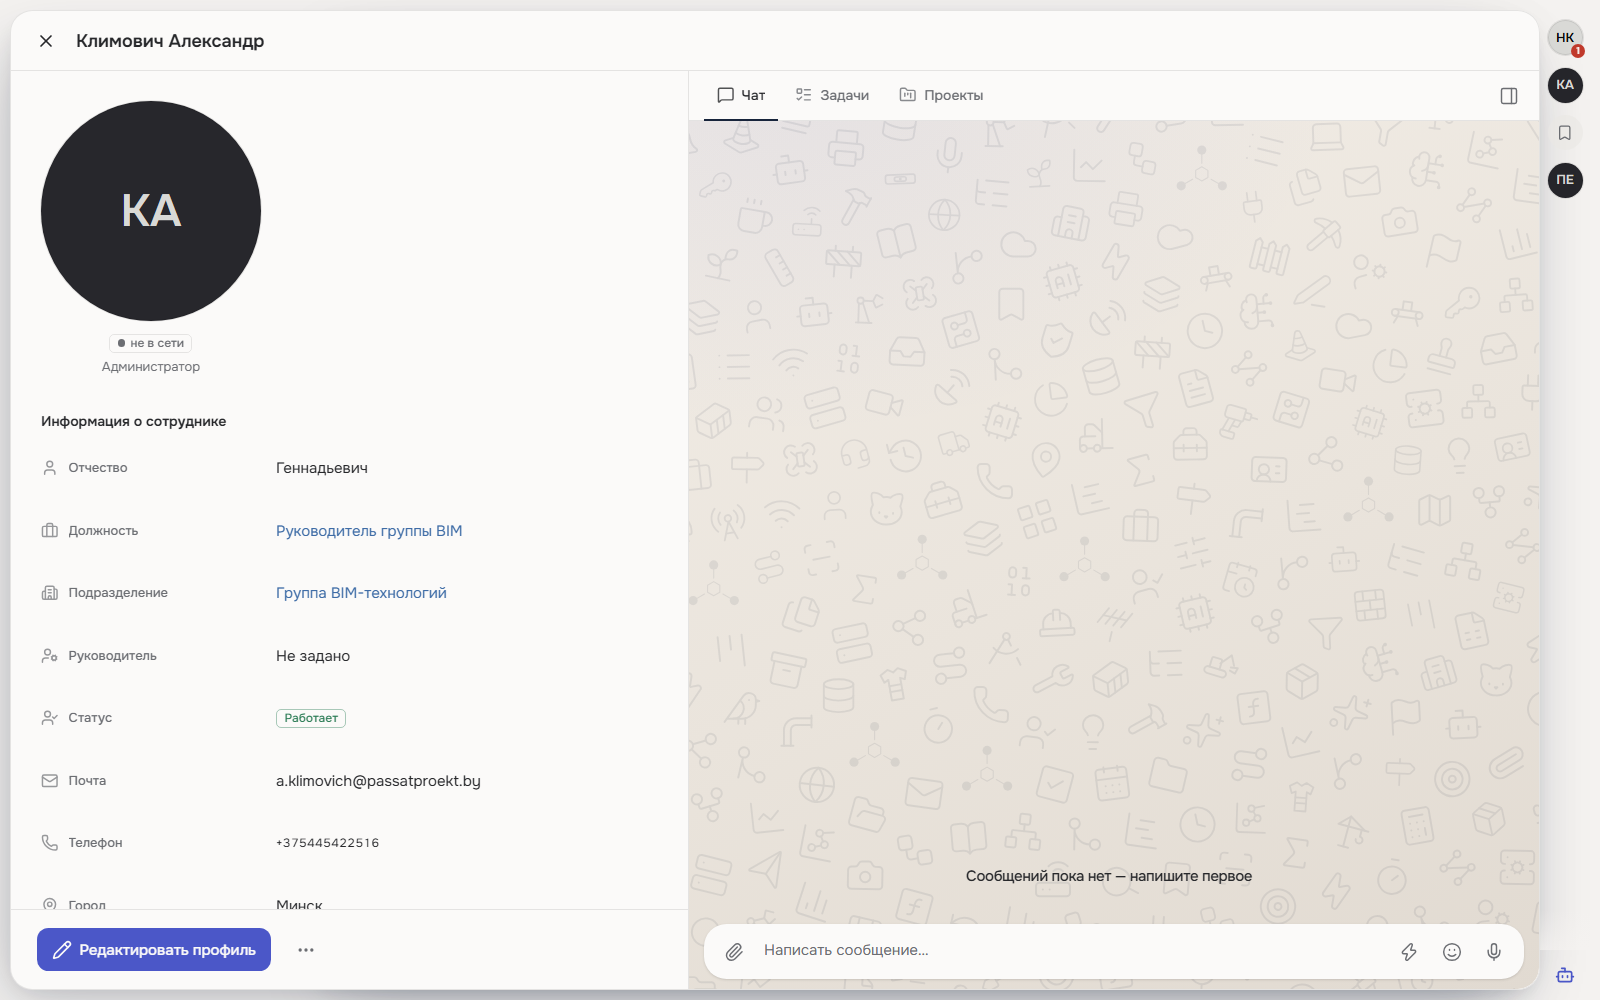 Климович Александр
НК
1
КА
ПЕ
КА
не в сети
Администратор
Информация о сотруднике
Отчество
Геннадьевич
Должность
Руководитель группы BIM
Подразделение
Группа BIM-технологий
Руководитель
Не задано
Статус
Работает
Почта
a.klimovich@passatproekt.by
Телефон
+375445422516
Город
Минск
Редактировать профиль
Чат
Задачи
Проекты
Сообщений пока нет — напишите первое
Написать сообщение...